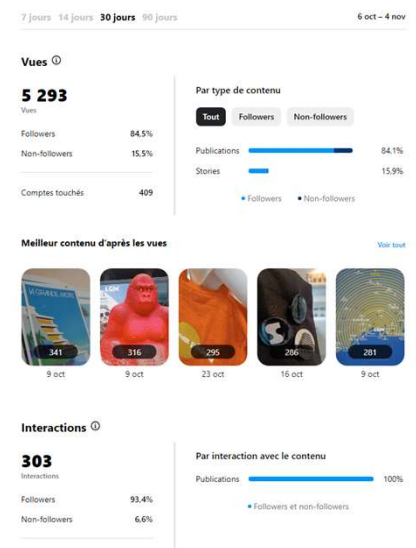 7 jours 14 jours 30 jours 90 jours
6 oct – 4 nov
Vues
5 293
Vues
Followers 84,5%
Non-followers 15,5%
Comptes touchés 409
Par type de contenu
Tout Followers Non-followers
Publications 84.1%
Stories 15,9%
Followers Non-followers
Meilleur contenu d'après les vues
Voir tout
LGM
341 316 295 286 281
9 oct 9 oct 23 oct 16 oct 9 oct
Interactions
303
Interactions
Followers 93,4%
Non-followers 6,6%
Par interaction avec le contenu
Publications 100%
Followers et non-followers